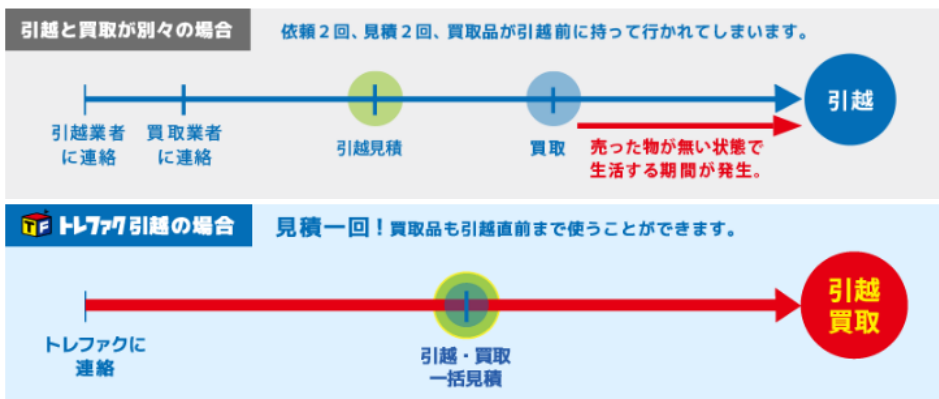 引越と買取が別々の場合
依頼2回、見積2回、買取品が引越前に持って行かれてしまいます。
引越業者
に連絡
買取業者
に連絡
引越見積
買取
売った物が無い状態で
生活する期間が発生。
引越
TF トレファク引越の場合
見積一回!買取品も引越直前まで使うことができます。
トレファクに
連絡
引越・買取
一括見積
引越
買取